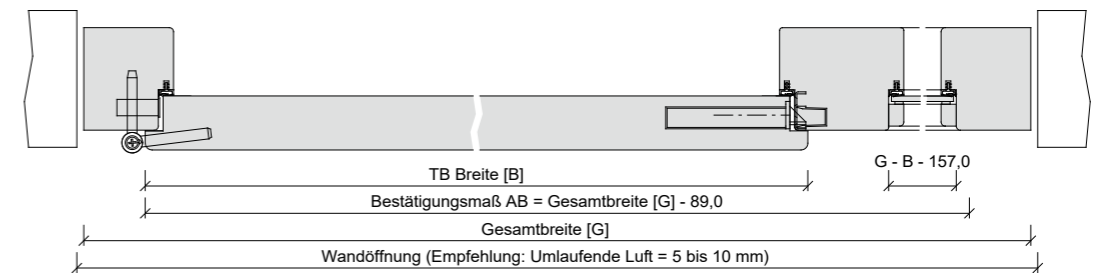 TB Breite [B]
G - B - 157,0
Bestätigungsmaß AB = Gesamtbreite [G] - 89,0
Gesamtbreite [G]
Wandöffnung (Empfehlung: Umlaufende Luft = 5 bis 10 mm)